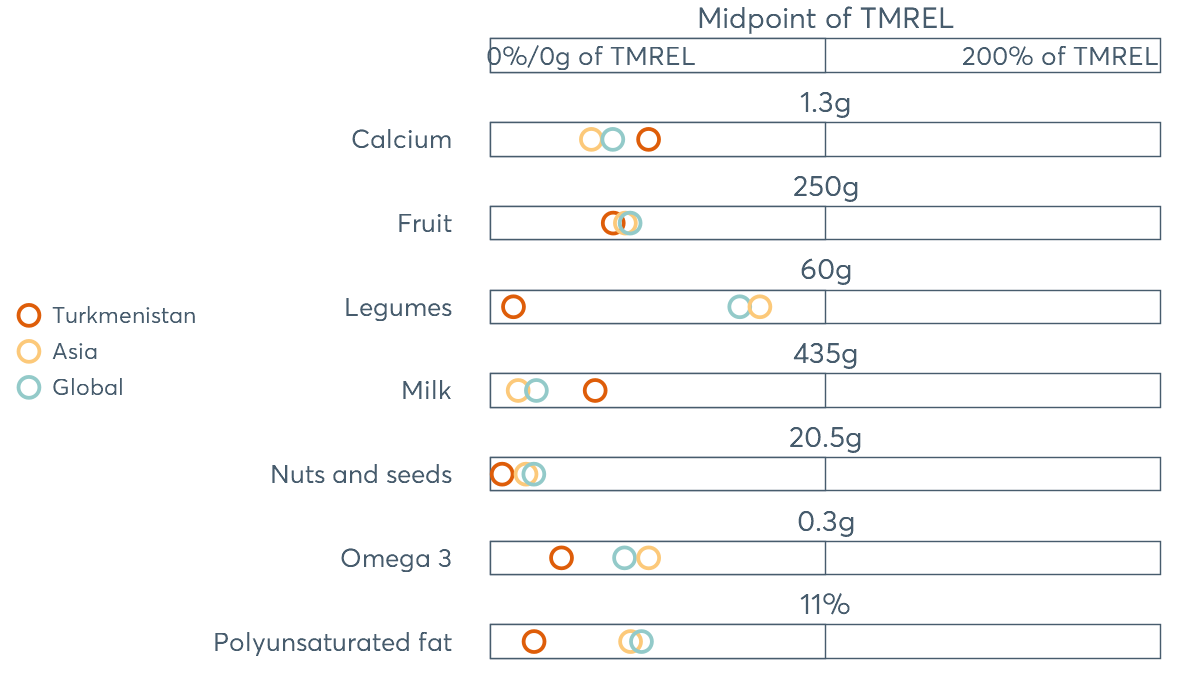 Midpoint of TMREL
0%/0g of TMREL
200% of TMREL
1.3g
Calcium
250g
Fruit
60g
Legumes
435g
Milk
20.5g
Nuts and seeds
0.3g
Omega 3
11%
Polyunsaturated fat
Turkmenistan
Asia
Global